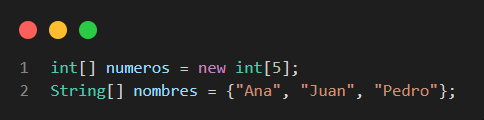 1 int[] numeros = new int[5];
2 String[] nombres = {"Ana", "Juan", "Pedro"};